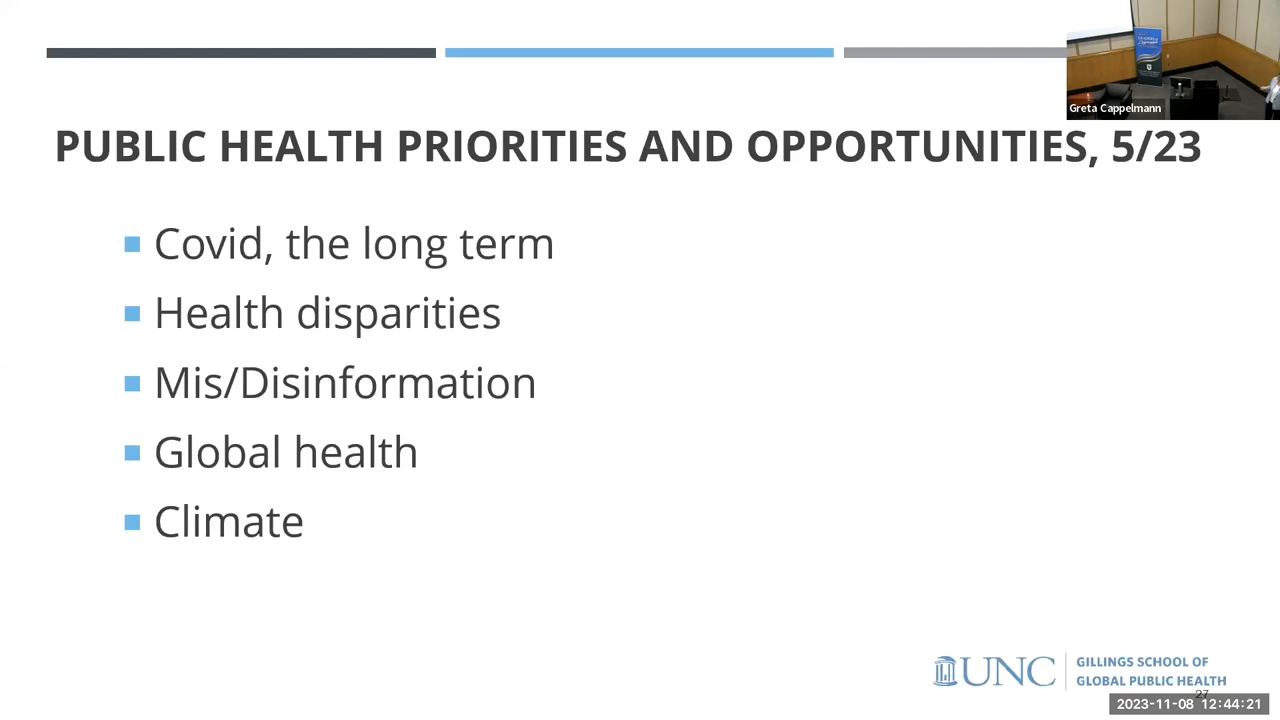 Greta Cappelmann
PUBLIC HEALTH PRIORITIES AND OPPORTUNITIES, 5/23
Covid, the long term
Health disparities
Mis/Disinformation
Global health
Climate
UNC
GILLINGS SCHOOL OF
GLOBAL PUBLIC HEALTH
27
2023-11-08 12:44:21